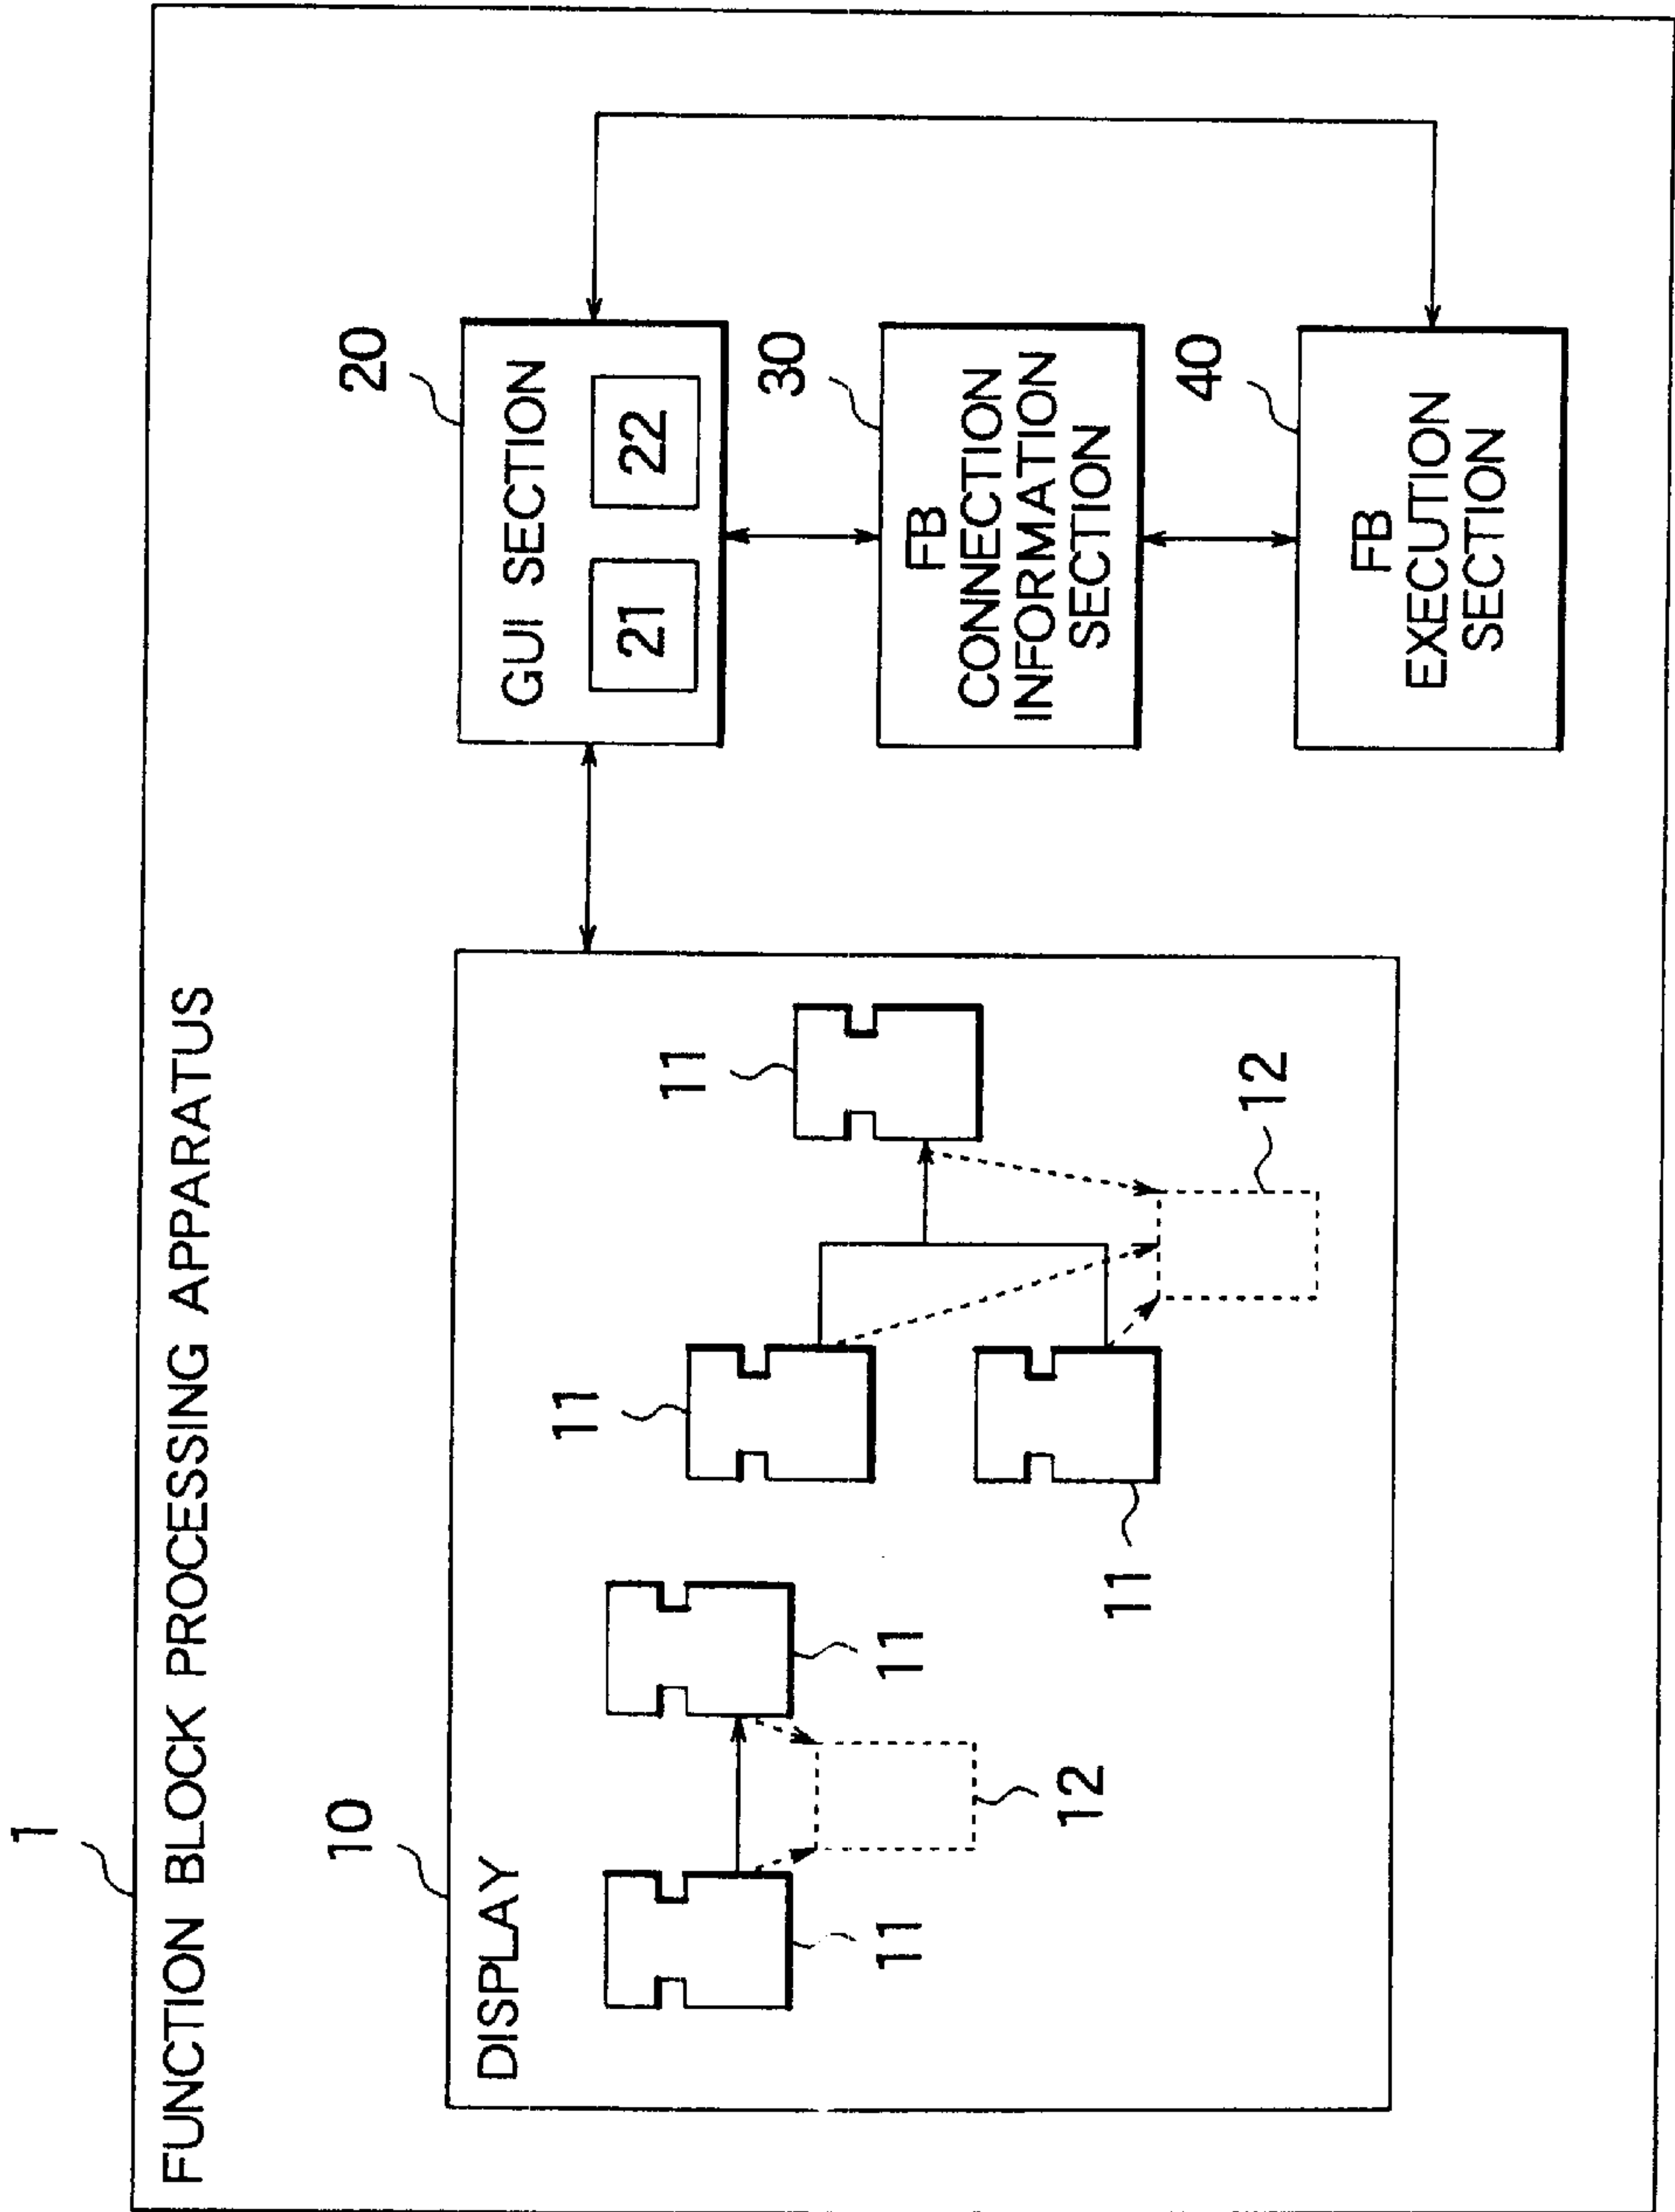 1
FUNCTION BLOCK PROCESSING APPARATUS
10
DISPLAY
11
11
11
11
11
12
12
20
GUI SECTION
21
22
30
FB
CONNECTION
INFORMATION
SECTION
40
FB
EXECUTION
SECTION